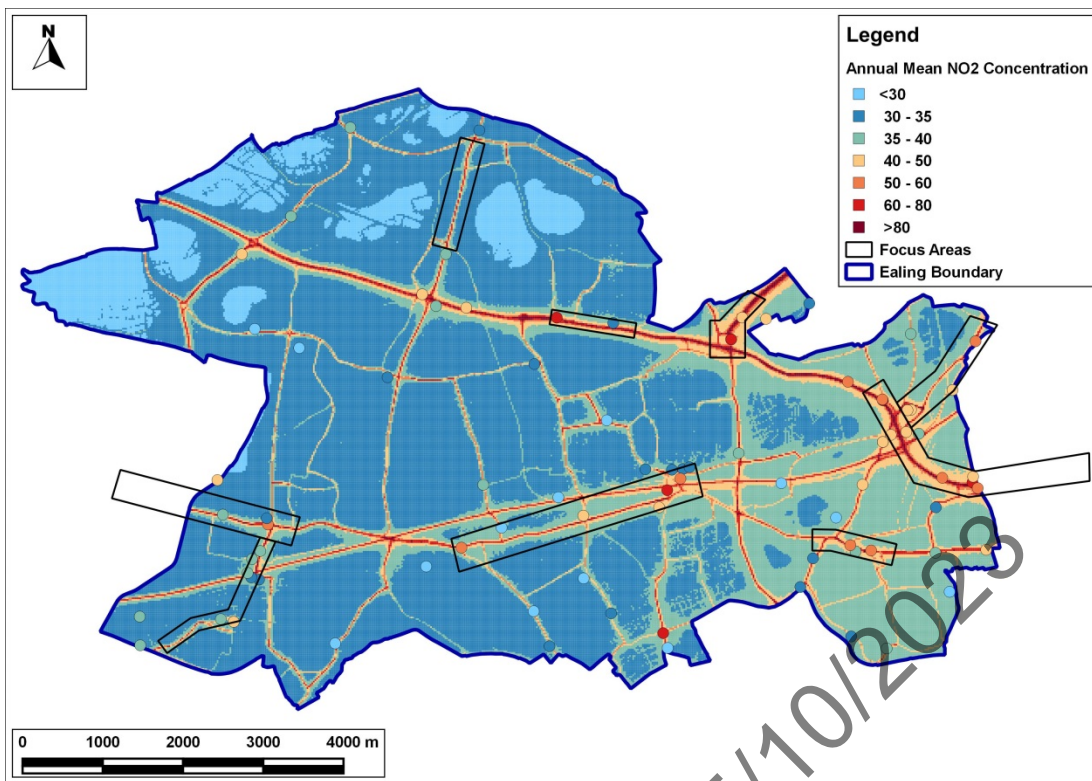 N
Legend
Annual Mean NO2 Concentration
<30
30 - 35
35 - 40
40 - 50
50 - 60
60 - 80
>80
Focus Areas
Ealing Boundary
0 1000 2000 3000 4000 m
/10/2023